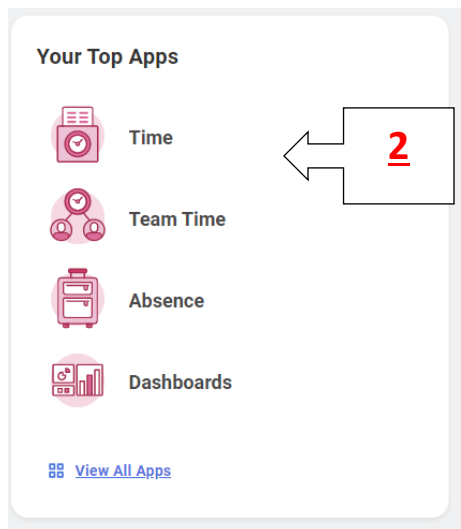 Your Top Apps
Time
2
Team Time
Absence
Dashboards
View All Apps